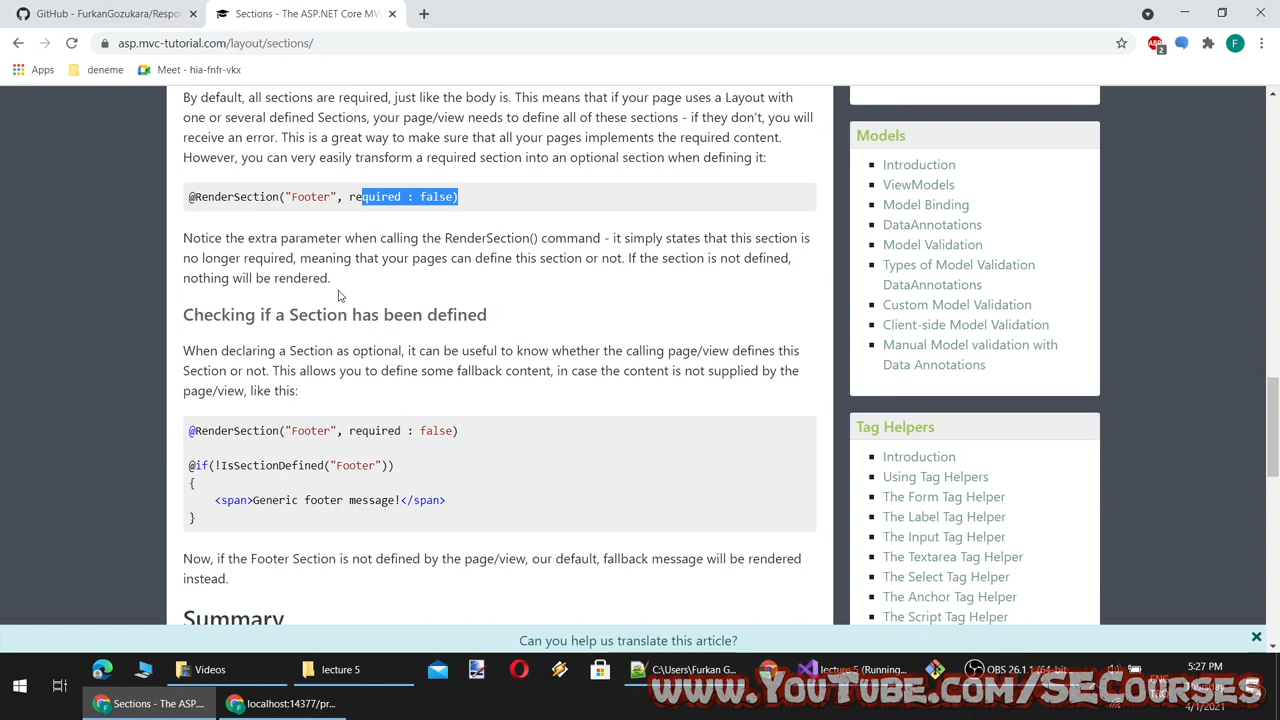 GitHub - FurkanGozukara/Respon
Sections - The ASP.NET Core MVC
asp.mvc-tutorial.com/layout/sections/
2
F
Apps
deneme
Meet - hia-fnfr-vkx
By default, all sections are required, just like the body is. This means that if your page uses a Layout with
one or several defined Sections, your page/view needs to define all of these sections - if they don't, you will
receive an error. This is a great way to make sure that all your pages implements the required content.
However, you can very easily transform a required section into an optional section when defining it:
@RenderSection("Footer", required : false)
Notice the extra parameter when calling the RenderSection() command - it simply states that this section is
no longer required, meaning that your pages can define this section or not. If the section is not defined,
nothing will be rendered.
Checking if a Section has been defined
When declaring a Section as optional, it can be useful to know whether the calling page/view defines this
Section or not. This allows you to define some fallback content, in case the content is not supplied by the
page/view, like this:
@RenderSection("Footer", required : false)
@if(!IsSectionDefined("Footer"))
{
<span>Generic footer message!</span>
}
Now, if the Footer Section is not defined by the page/view, our default, fallback message will be rendered
instead.
Summary
Models
Introduction
ViewModels
Model Binding
DataAnnotations
Model Validation
Types of Model Validation
DataAnnotations
Custom Model Validation
Client-side Model Validation
Manual Model validation with
Data Annotations
Tag Helpers
Introduction
Using Tag Helpers
The Form Tag Helper
The Label Tag Helper
The Input Tag Helper
The Textarea Tag Helper
The Select Tag Helper
The Anchor Tag Helper
The Script Tag Helper
Can you help us translate this article?
Videos
lecture 5
C:\Users\Furkan G...
lecture 5 (Running...
OBS 26.1.1 (64-bit...
5:27 PM
Sections - The ASP....
localhost:14377/pr...
4/1/2021
www.YouTube.com/SECourses